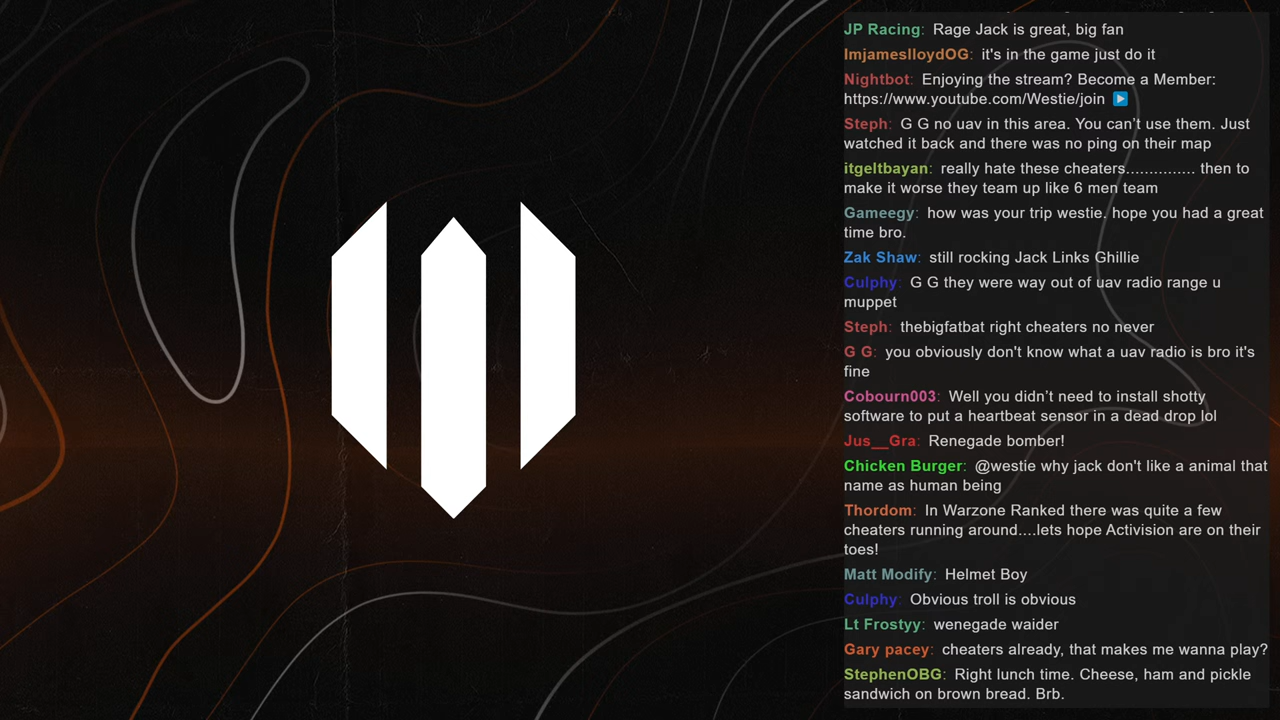 JP Racing: Rage Jack is great, big fan
ImjameslloydOG: it's in the game just do it
Nightbot: Enjoying the stream? Become a Member:
https://www.youtube.com/Westie/join
Steph: G G no uav in this area. You can’t use them. Just
watched it back and there was no ping on their map
itgeltbayan: really hate these cheaters............... then to
make it worse they team up like 6 men team
Gameegy: how was your trip westie. hope you had a great
time bro.
Zak Shaw: still rocking Jack Links Ghillie
Culphy: G G they were way out of uav radio range u
muppet
Steph: thebigfatbat right cheaters no never
G G: you obviously don't know what a uav radio is bro it's
fine
Cobourn003: Well you didn’t need to install shotty
software to put a heartbeat sensor in a dead drop lol
Jus__Gra: Renegade bomber!
Chicken Burger: @westie why jack don't like a animal that
name as human being
Thordom: In Warzone Ranked there was quite a few
cheaters running around....lets hope Activision are on their
toes!
Matt Modify: Helmet Boy
Culphy: Obvious troll is obvious
Lt Frostyy: wenegade waider
Gary pacey: cheaters already, that makes me wanna play?
StephenOBG: Right lunch time. Cheese, ham and pickle
sandwich on brown bread. Brb.